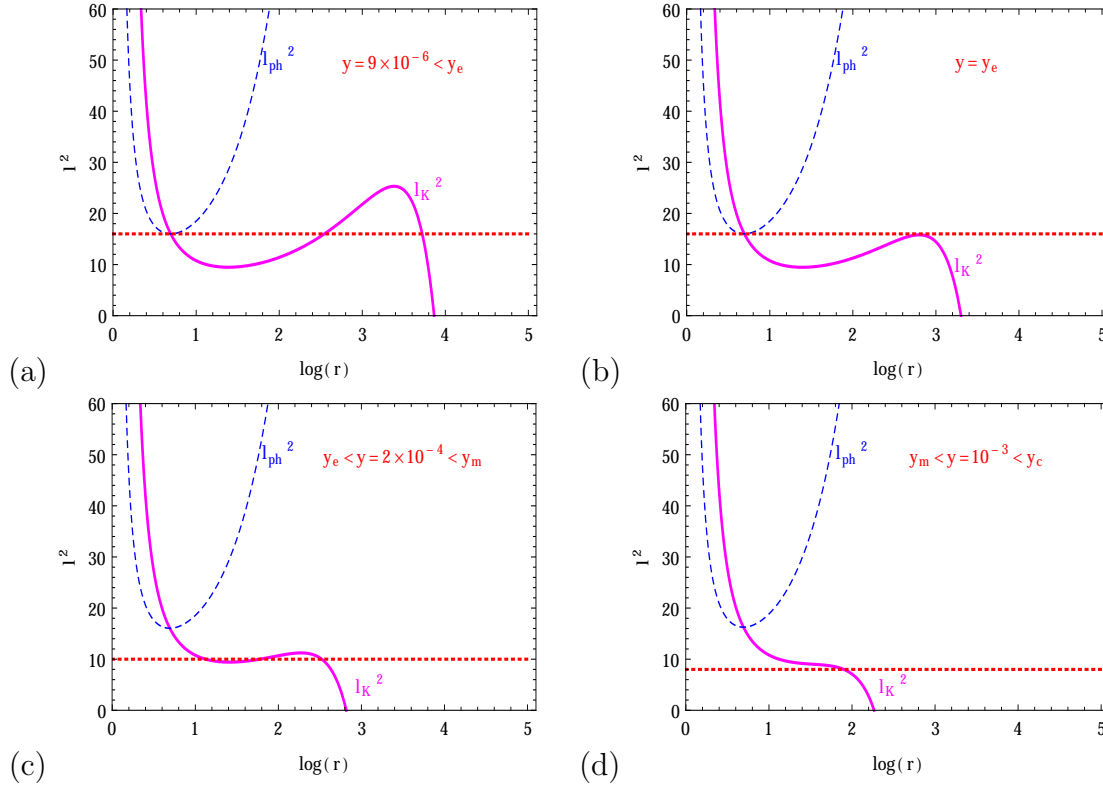 60
50
40
30
20
10
0
l²
l_ph²
y = 9×10⁻⁶ < y_e
l_K²
0 1 2 3 4 5
log(r)
(a)
60
50
40
30
20
10
0
l²
l_ph²
y = y_e
l_K²
0 1 2 3 4 5
log(r)
(b)
60
50
40
30
20
10
0
l²
l_ph²
y_e < y = 2×10⁻⁴ < y_m
l_K²
0 1 2 3 4 5
log(r)
(c)
60
50
40
30
20
10
0
l²
l_ph²
y_m < y = 10⁻³ < y_c
l_K²
0 1 2 3 4 5
log(r)
(d)